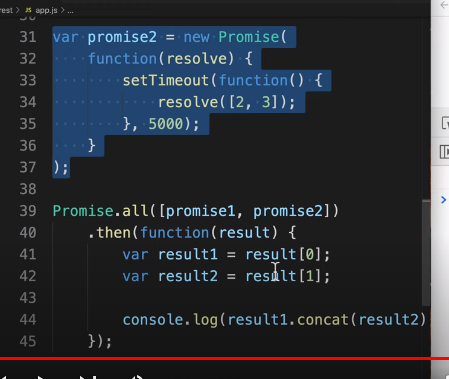 rest > JS app.js > ...
31 var promise2 = new Promise(
32 function(resolve) {
33 setTimeout(function() {
34 resolve([2, 3]);
35 }, 5000);
36 }
37 );
38
39 Promise.all([promise1, promise2])
40 .then(function(result) {
41 var result1 = result[0];
42 var result2 = result[1];
43
44 console.log(result1.concat(result2)
45 });